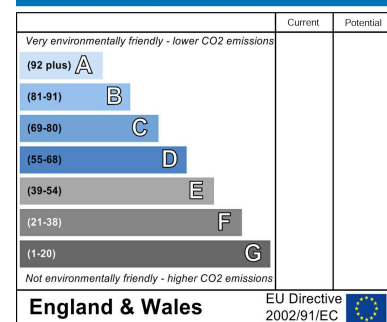 Current Potential
Very environmentally friendly - lower CO2 emissions
(92 plus) A
(81-91) B
(69-80) C
(55-68) D
(39-54) E
(21-38) F
(1-20) G
Not environmentally friendly - higher CO2 emissions
England & Wales
EU Directive
2002/91/EC